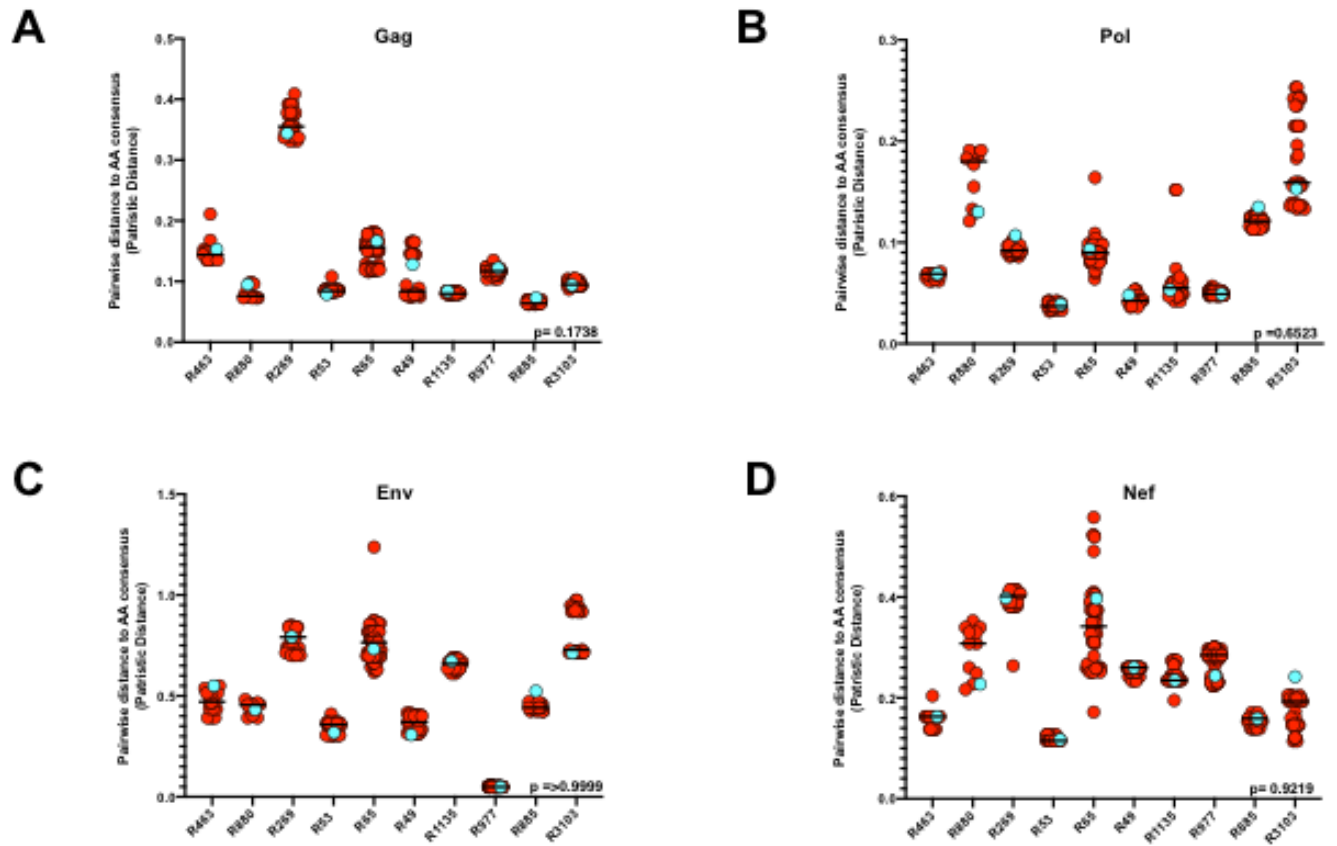 A
Gag
Pairwise distance to AA consensus
(Patristic Distance)
0.5
0.4
0.3
0.2
0.1
0.0
p= 0.1738
R463 R880 R269 R53 R65 R49 R1135 R977 R885 R3103
B
Pol
Pairwise distance to AA consensus
(Patristic Distance)
0.3
0.2
0.1
0.0
p =0.6523
R463 R880 R269 R53 R65 R49 R1135 R977 R885 R3103
C
Env
Pairwise distance to AA consensus
(Patristic Distance)
1.5
1.0
0.5
0.0
p =>0.9999
R463 R880 R269 R53 R65 R49 R1135 R977 R885 R3103
D
Nef
Pairwise distance to AA consensus
(Patristic Distance)
0.6
0.4
0.2
0.0
p= 0.9219
R463 R880 R269 R53 R65 R49 R1135 R977 R885 R3103